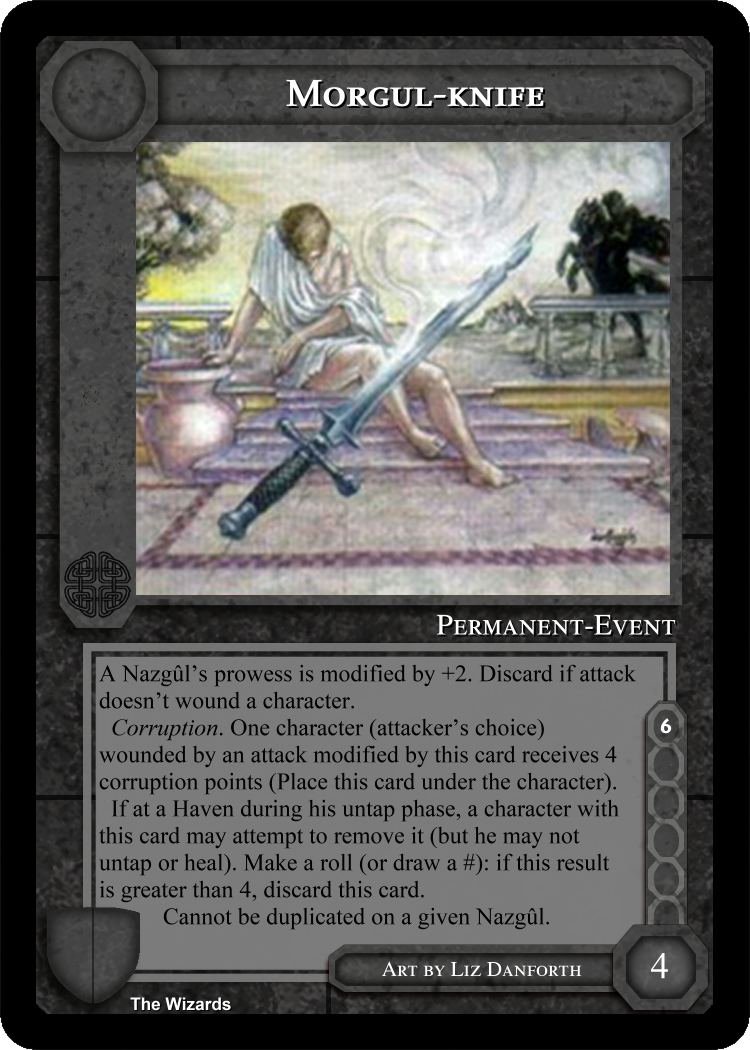 Morgul-knife
Permanent-Event
A Nazgûl's prowess is modified by +2. Discard if attack
doesn't wound a character.
Corruption. One character (attacker's choice)
wounded by an attack modified by this card receives 4
corruption points (Place this card under the character).
If at a Haven during his untap phase, a character with
this card may attempt to remove it (but he may not
untap or heal). Make a roll (or draw a #): if this result
is greater than 4, discard this card.
Cannot be duplicated on a given Nazgûl.
6
Art by Liz Danforth
4
The Wizards